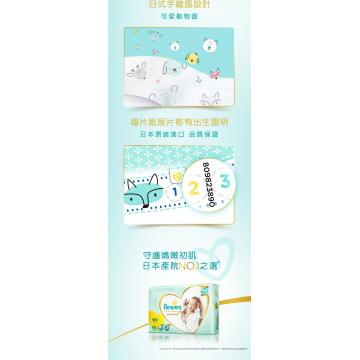 日式手繪風設計
可愛動物圖
每片紙尿片都有出生證明
日本原裝進口 品質保證
809823890
1 2 3
守護嬌嫩初肌
日本產院NO.1之選*
Pampers